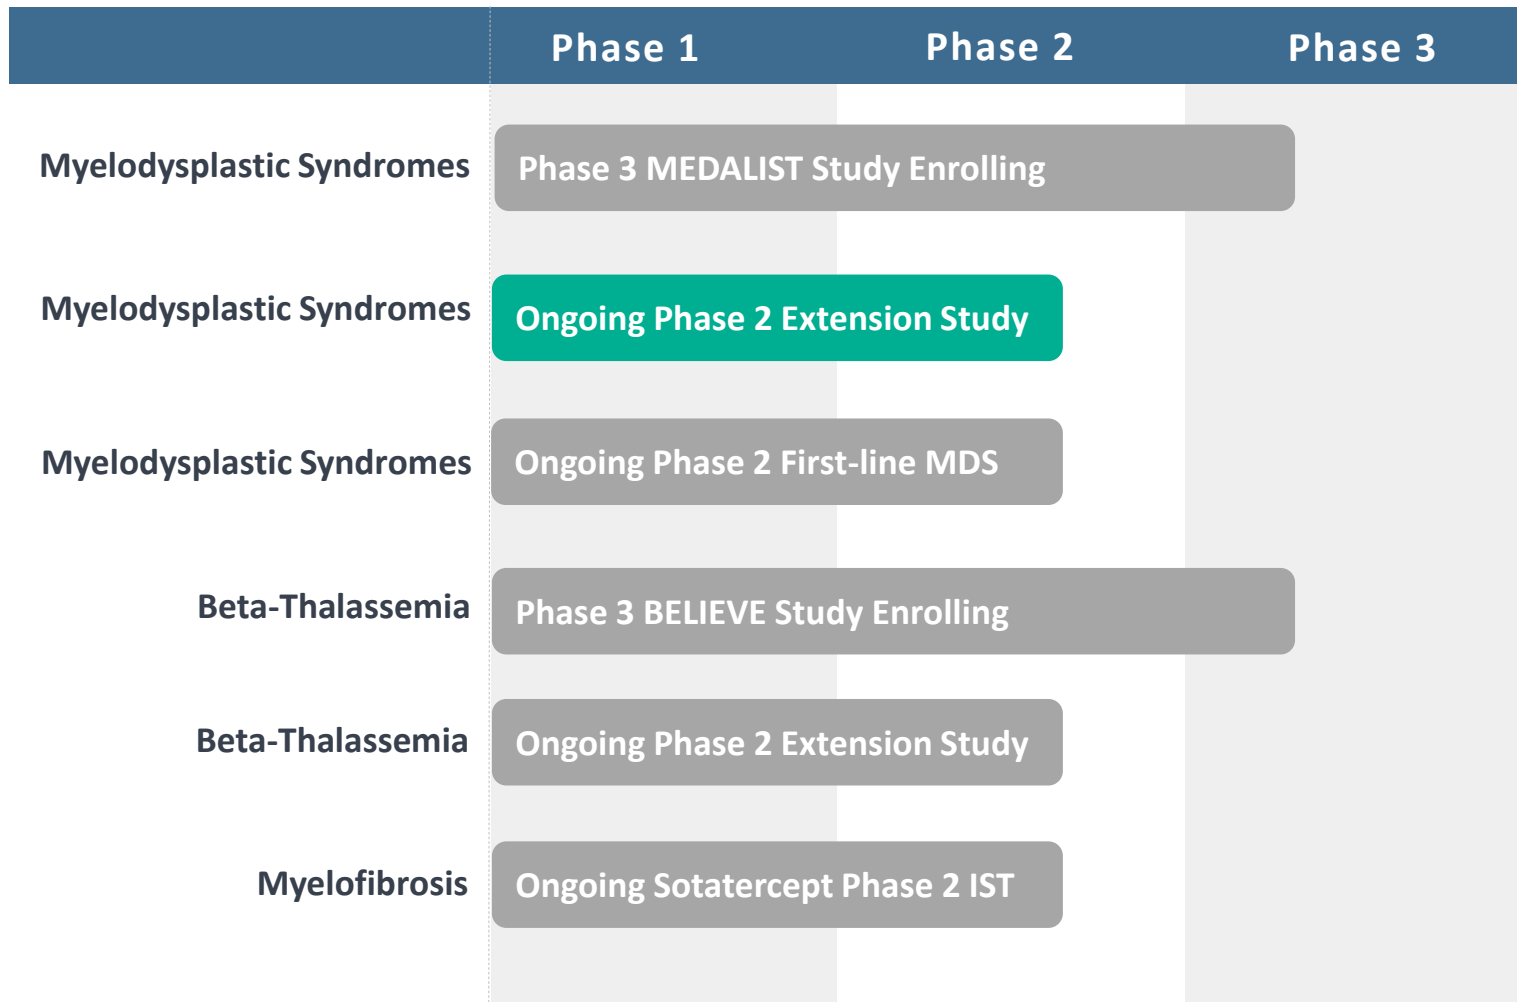 Phase 1 Phase 2 Phase 3
Myelodysplastic Syndromes Phase 3 MEDALIST Study Enrolling
Myelodysplastic Syndromes Ongoing Phase 2 Extension Study
Myelodysplastic Syndromes Ongoing Phase 2 First-line MDS
Beta-Thalassemia Phase 3 BELIEVE Study Enrolling
Beta-Thalassemia Ongoing Phase 2 Extension Study
Myelofibrosis Ongoing Sotatercept Phase 2 IST